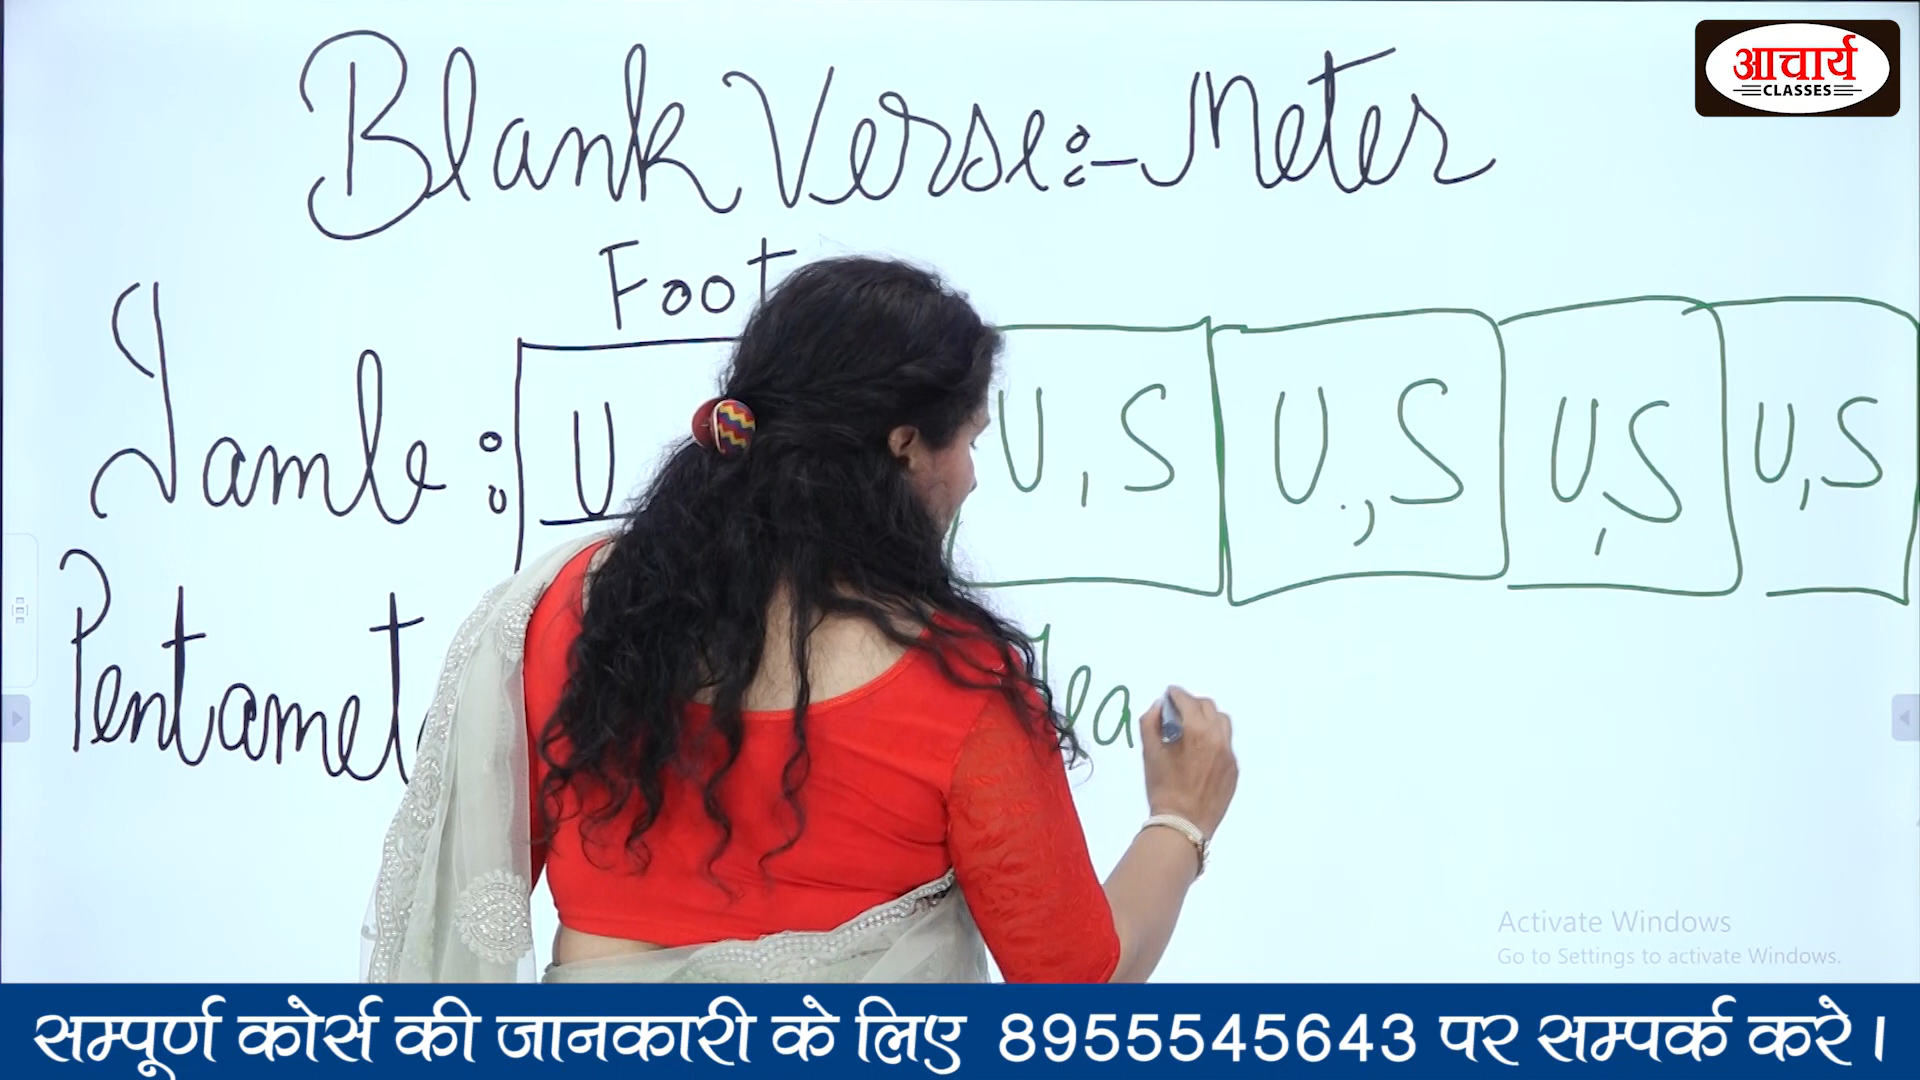 आचार्य
CLASSES
Blank Verse:- Meter
Foot
Iamb : U U, S U, S U, S U, S
Pentamet
ea
Activate Windows
Go to Settings to activate Windows.
सम्पूर्ण कोर्स की जानकारी के लिए 8955545643 पर सम्पर्क करे।